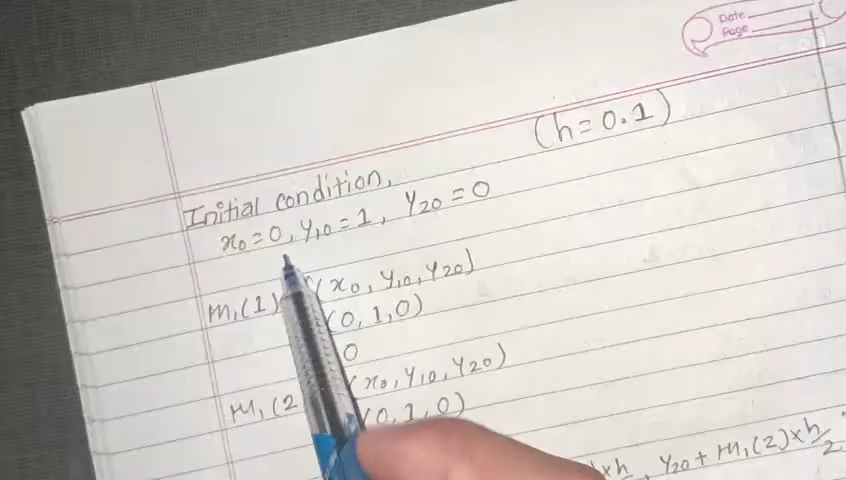 Date
Page
(h=0.1)
Initial condition,
x₀=0, y₁₀=1, y₂₀=0
m₁(1) (x₀, y₁₀, y₂₀)
(0, 1, 0)
0
m₁(2 (x₀, y₁₀, y₂₀)
(0, 1, 0)
×h, y₂₀ + m₁(2)×h/2